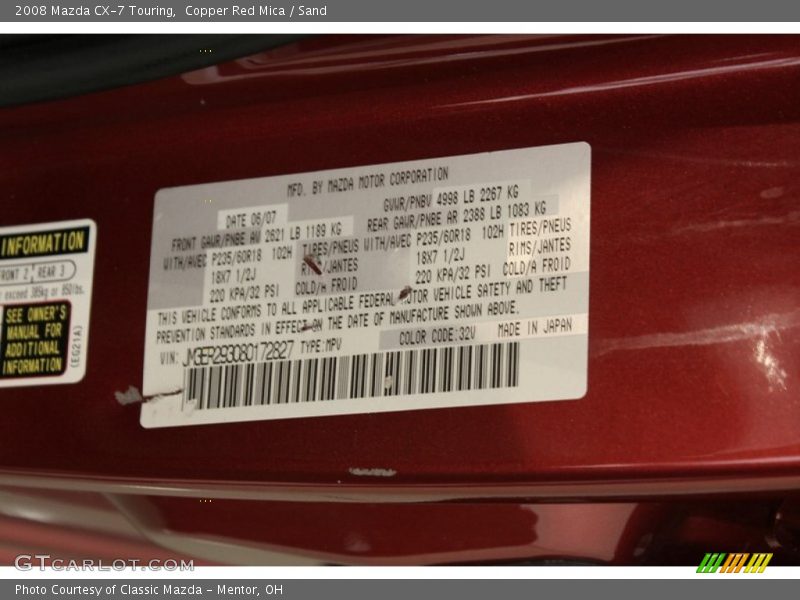 2008 Mazda CX-7 Touring,  Copper Red Mica / Sand
MFD. BY MAZDA MOTOR CORPORATION
DATE 06/07
GVWR/PNBV 4998 LB 2267 KG
FRONT GAWR/PNBE AV 2621 LB 1189 KG
REAR GAWR/PNBE AR 2388 LB 1083 KG
WITH/AVEC P235/60R18 102H TIRES/PNEUS
WITH/AVEC P235/60R18 102H TIRES/PNEUS
18X7 1/2J RIMS/JANTES
18X7 1/2J RIMS/JANTES
220 KPA/32 PSI COLD/A FROID
220 KPA/32 PSI COLD/A FROID
THIS VEHICLE CONFORMS TO ALL APPLICABLE FEDERAL MOTOR VEHICLE SAFETY AND THEFT
PREVENTION STANDARDS IN EFFECT ON THE DATE OF MANUFACTURE SHOWN ABOVE.
COLOR CODE:32V MADE IN JAPAN
VIN: JM3ER293080172827 TYPE:MPV
INFORMATION
FRONT 2 REAR 3
exceed 385kg or 850lbs.
SEE OWNER'S
MANUAL FOR
ADDITIONAL
INFORMATION
(EG21A)
GTCARLOT.COM
Photo Courtesy of Classic Mazda - Mentor, OH